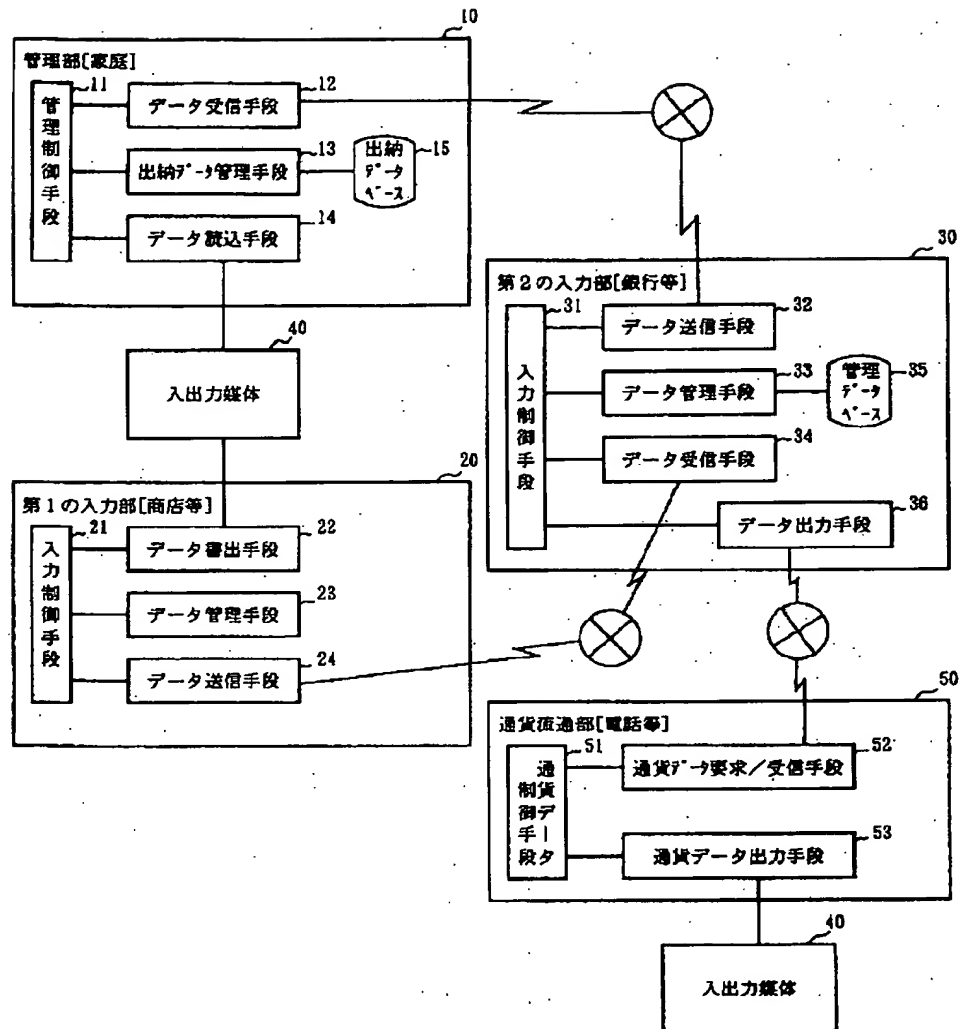 10
管理部[家庭]
11
管理制御手段
12
データ受信手段
13
出納データ管理手段
出納データベース
15
14
データ読込手段
40
入出力媒体
20
第1の入力部[商店等]
21
入力制御手段
22
データ書出手段
23
データ管理手段
24
データ送信手段
30
第2の入力部[銀行等]
31
入力制御手段
32
データ送信手段
33
データ管理手段
管理データベース
35
34
データ受信手段
36
データ出力手段
50
通貨流通部[電話等]
51
通貨データ制御手段
52
通貨データ要求/受信手段
53
通貨データ出力手段
40
入出力媒体